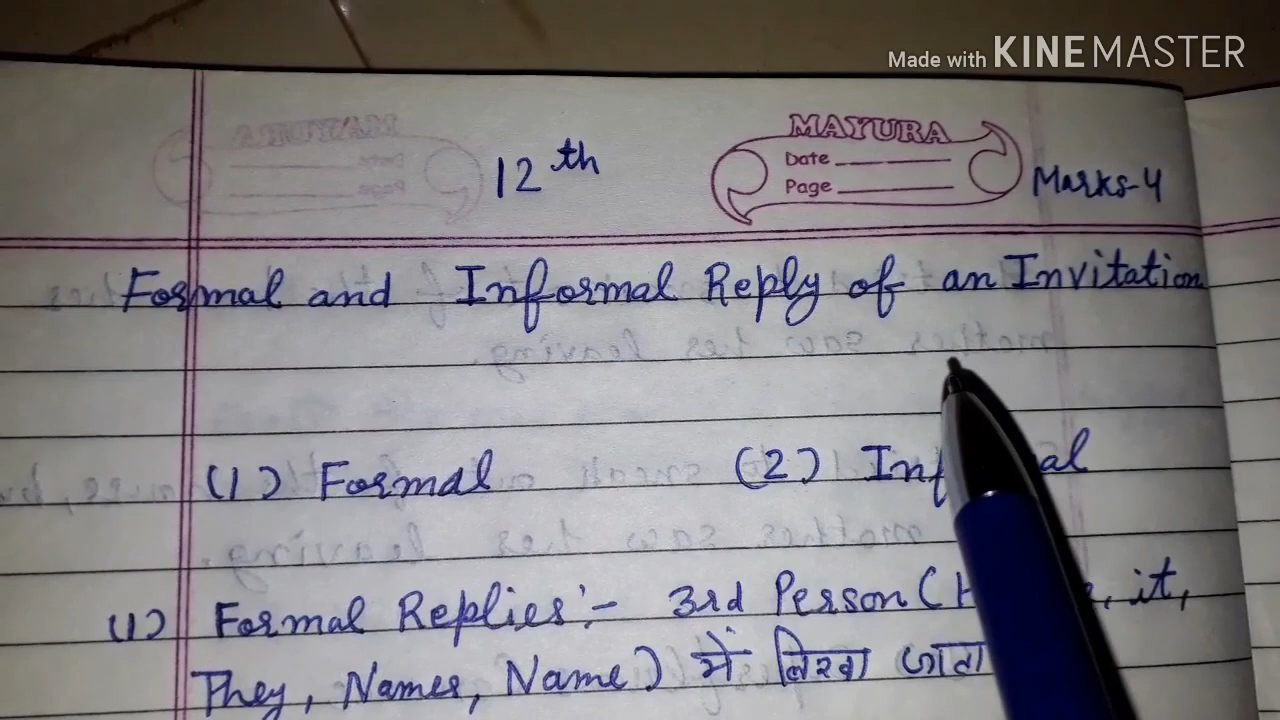 Made with KINEMASTER
12th
MAYURA
Date
Page
Marks-4
Formal and Informal Reply of an Invitation
(1) Formal (2) Inf al
(1) Formal Replies:- 3rd Person ( it,
They, Names, Name) में लिखा जाता